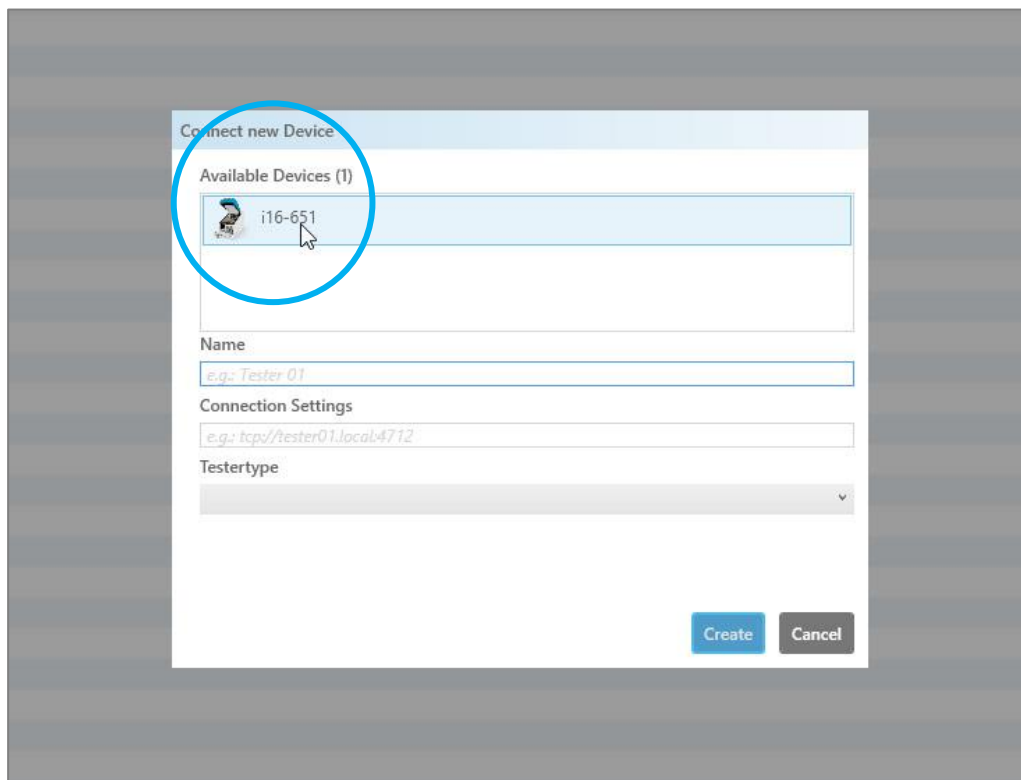 Connect new Device
Available Devices (1)
i16-651
Name
e.g.: Tester 01
Connection Settings
e.g.: tcp://tester01.local:4712
Testertype
Create Cancel